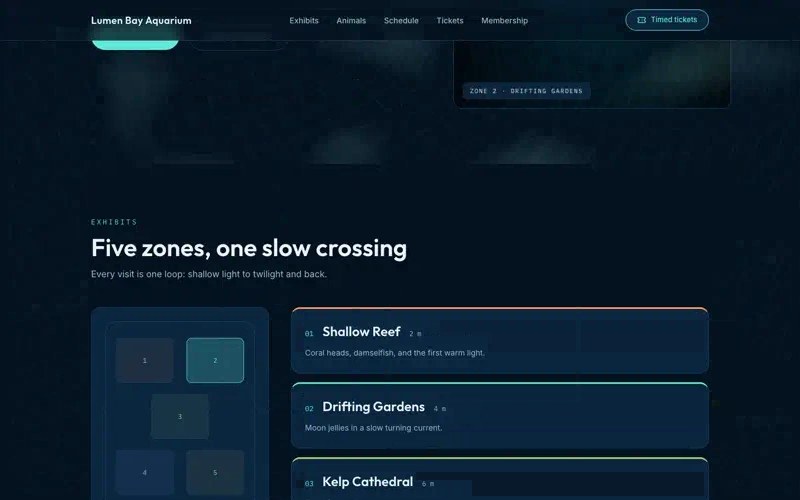 Lumen Bay Aquarium
Exhibits
Animals
Schedule
Tickets
Membership
Timed tickets
ZONE 2 · DRIFTING GARDENS
EXHIBITS
Five zones, one slow crossing
Every visit is one loop: shallow light to twilight and back.
1
2
3
4
5
01 Shallow Reef 2 m
Coral heads, damselfish, and the first warm light.
02 Drifting Gardens 4 m
Moon jellies in a slow turning current.
03 Kelp Cathedral 6 m